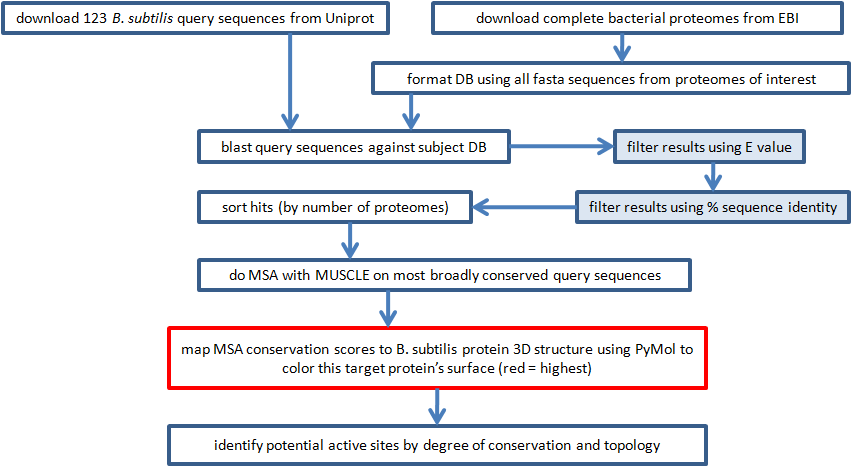 download 123 B. subtilis query sequences from Uniprot
download complete bacterial proteomes from EBI
format DB using all fasta sequences from proteomes of interest
blast query sequences against subject DB
filter results using E value
sort hits (by number of proteomes)
filter results using % sequence identity
do MSA with MUSCLE on most broadly conserved query sequences
map MSA conservation scores to B. subtilis protein 3D structure using PyMol to
color this target protein’s surface (red = highest)
identify potential active sites by degree of conservation and topology